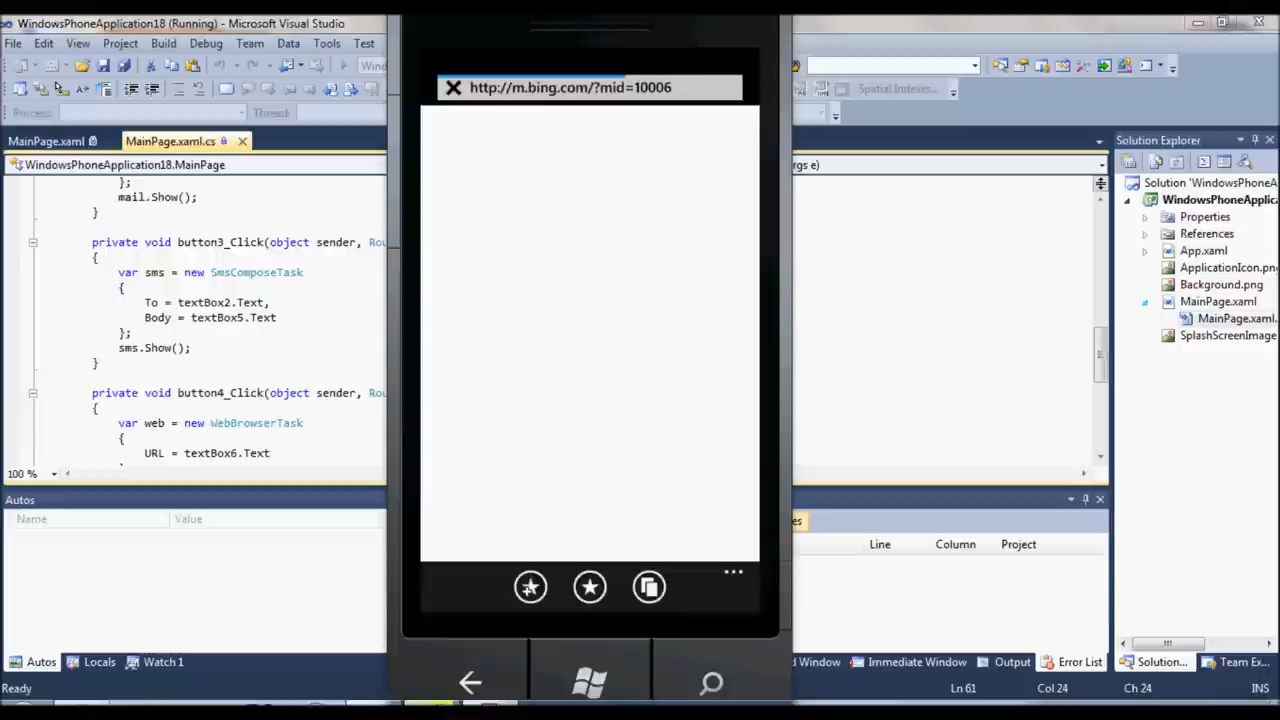 WindowsPhoneApplication18 (Running) - Microsoft Visual Studio
File Edit View Project Build Debug Team Data Tools Test
Spatial Indexes...
Process: Thread:
MainPage.xaml MainPage.xaml.cs
WindowsPhoneApplication18.MainPage
};
mail.Show();
}
private void button3_Click(object sender,
{
var sms = new SmsComposeTask
{
To = textBox2.Text,
Body = textBox5.Text
};
sms.Show();
}
private void button4_Click(object sender,
{
var web = new WebBrowserTask
{
URL = textBox6.Text
100 %
Autos
Name Value
Autos Locals Watch 1
Ready
http://m.bing.com/?mid=10006
e)
Line Column Project
Window Immediate Window Output Error List
Ln 61 Col 24 Ch 24 INS
Solution Explorer
Solution 'WindowsPhoneA
WindowsPhoneApplic
Properties
References
App.xaml
ApplicationIcon.png
Background.png
MainPage.xaml
MainPage.xaml.
SplashScreenImage
Solution... Team Ex...